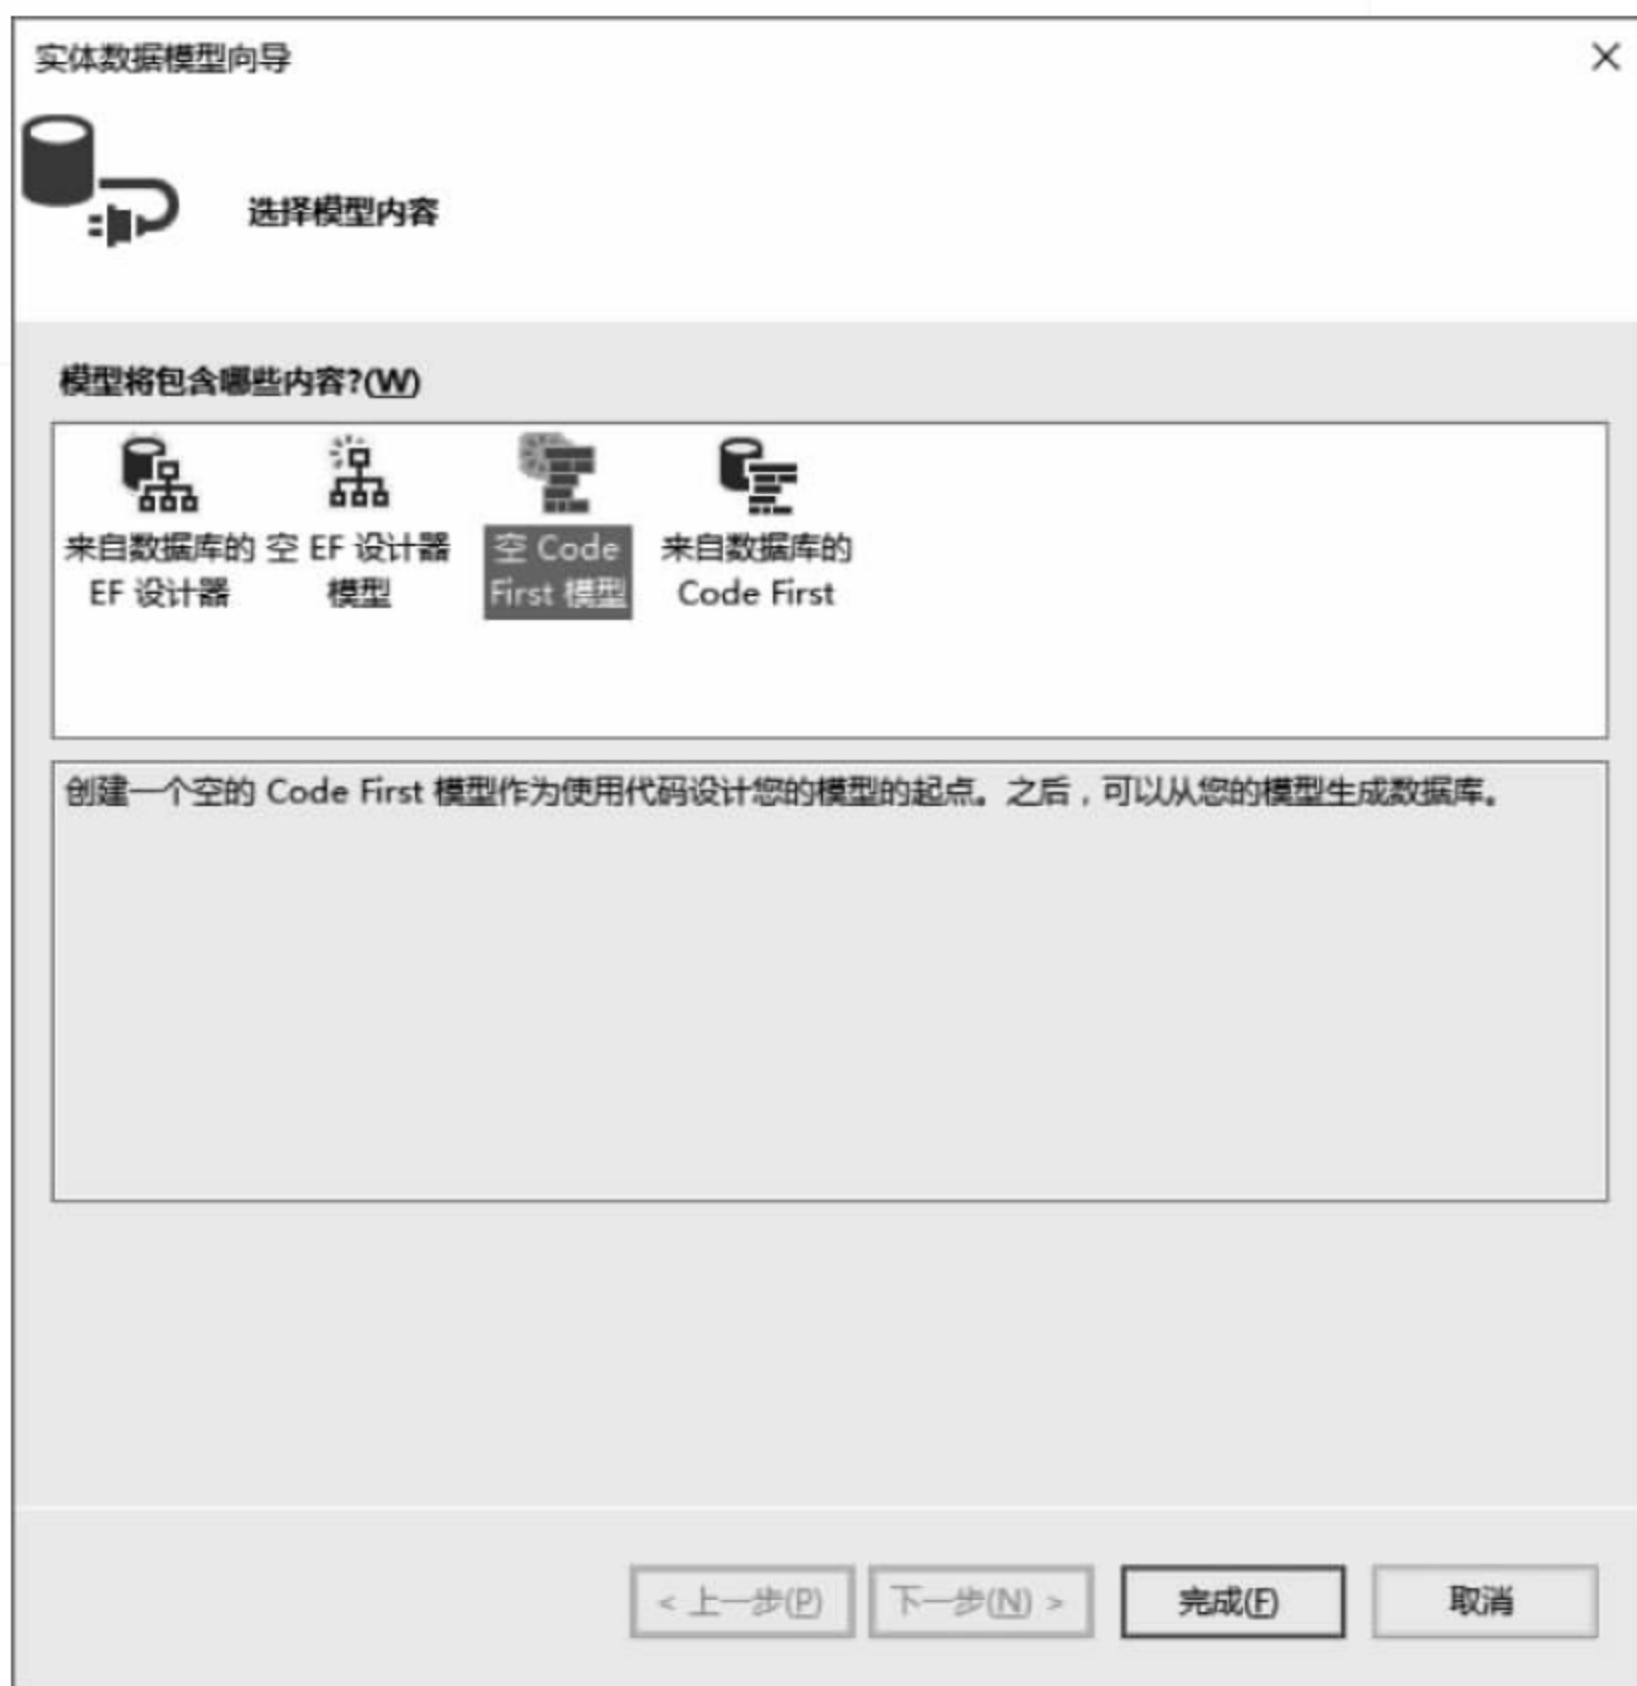 实体数据模型向导
选择模型内容
模型将包含哪些内容?(W)
来自数据库的
EF 设计器
空 EF 设计器
模型
空 Code
First 模型
来自数据库的
Code First
创建一个空的 Code First 模型作为使用代码设计您的模型的起点。之后，可以从您的模型生成数据库。
< 上一步(P)
下一步(N) >
完成(F)
取消